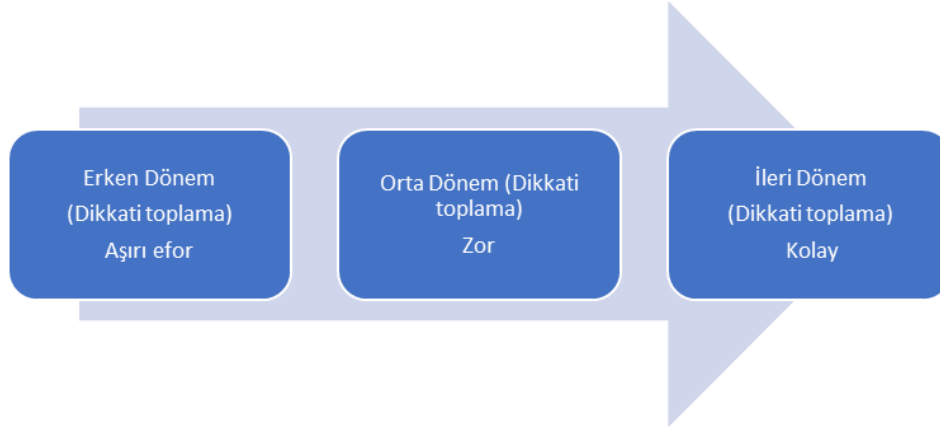 Erken Dönem
(Dikkati toplama)
Aşırı efor
Orta Dönem (Dikkati
toplama)
Zor
İleri Dönem
(Dikkati toplama)
Kolay